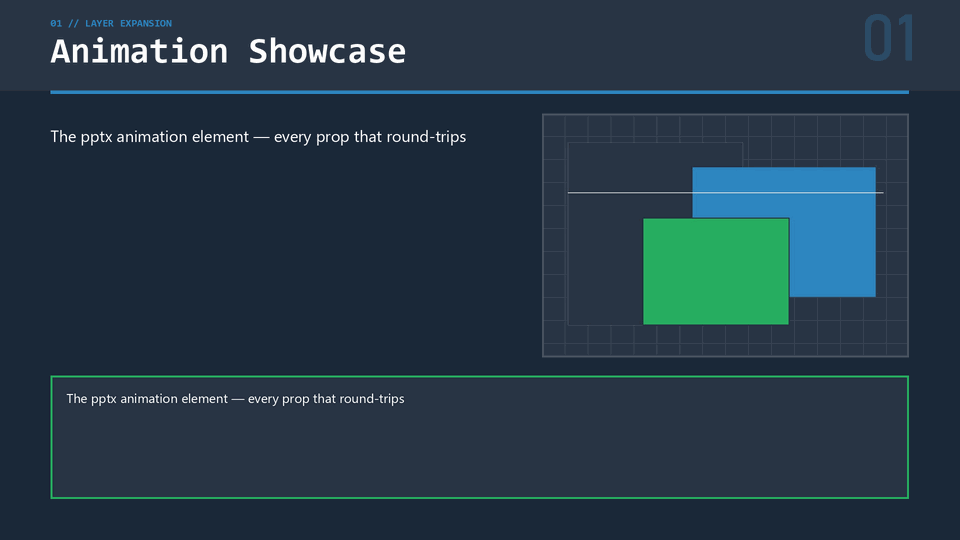 01 // LAYER EXPANSION
Animation Showcase
01
The pptx animation element — every prop that round-trips
The pptx animation element — every prop that round-trips